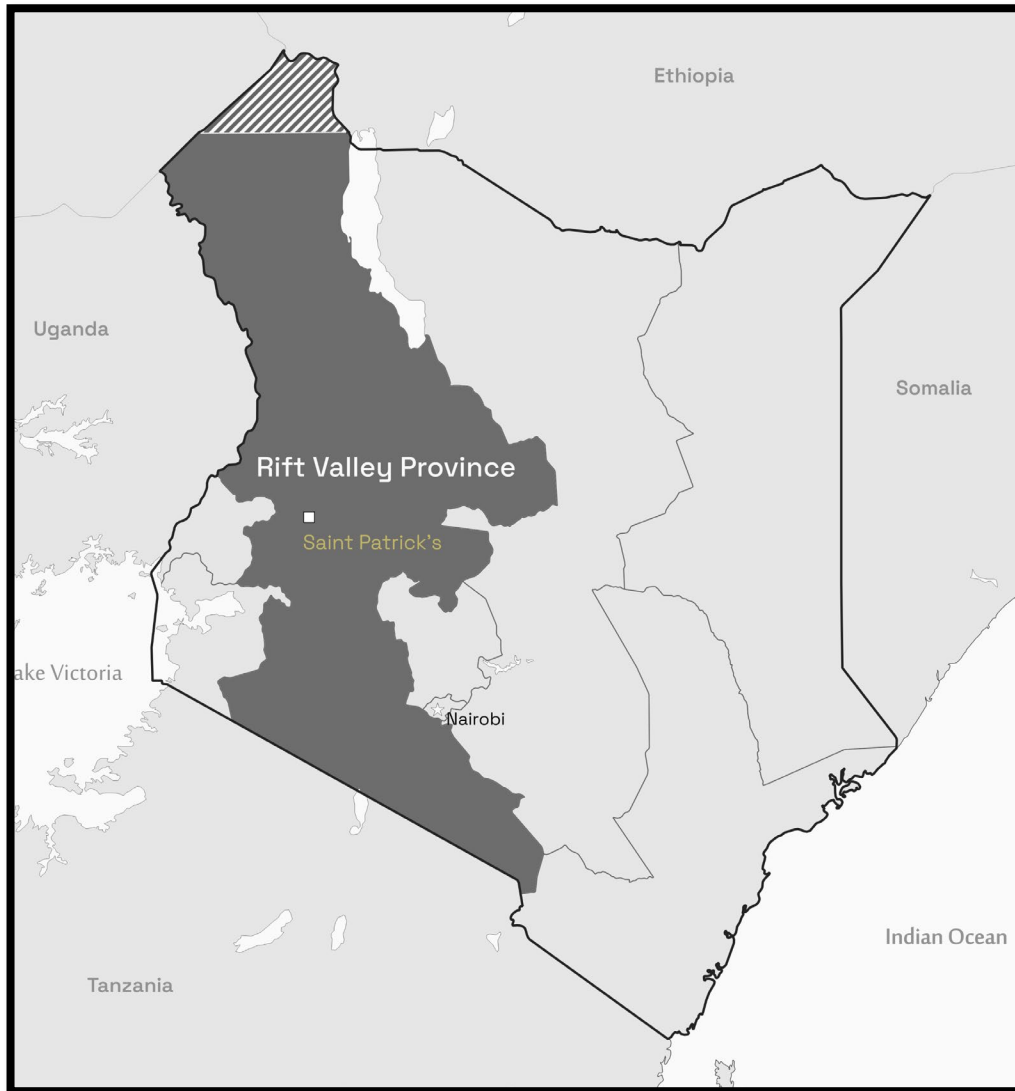 Ethiopia
Uganda
Somalia
Rift Valley Province
Saint Patrick's
ake Victoria
Nairobi
Indian Ocean
Tanzania